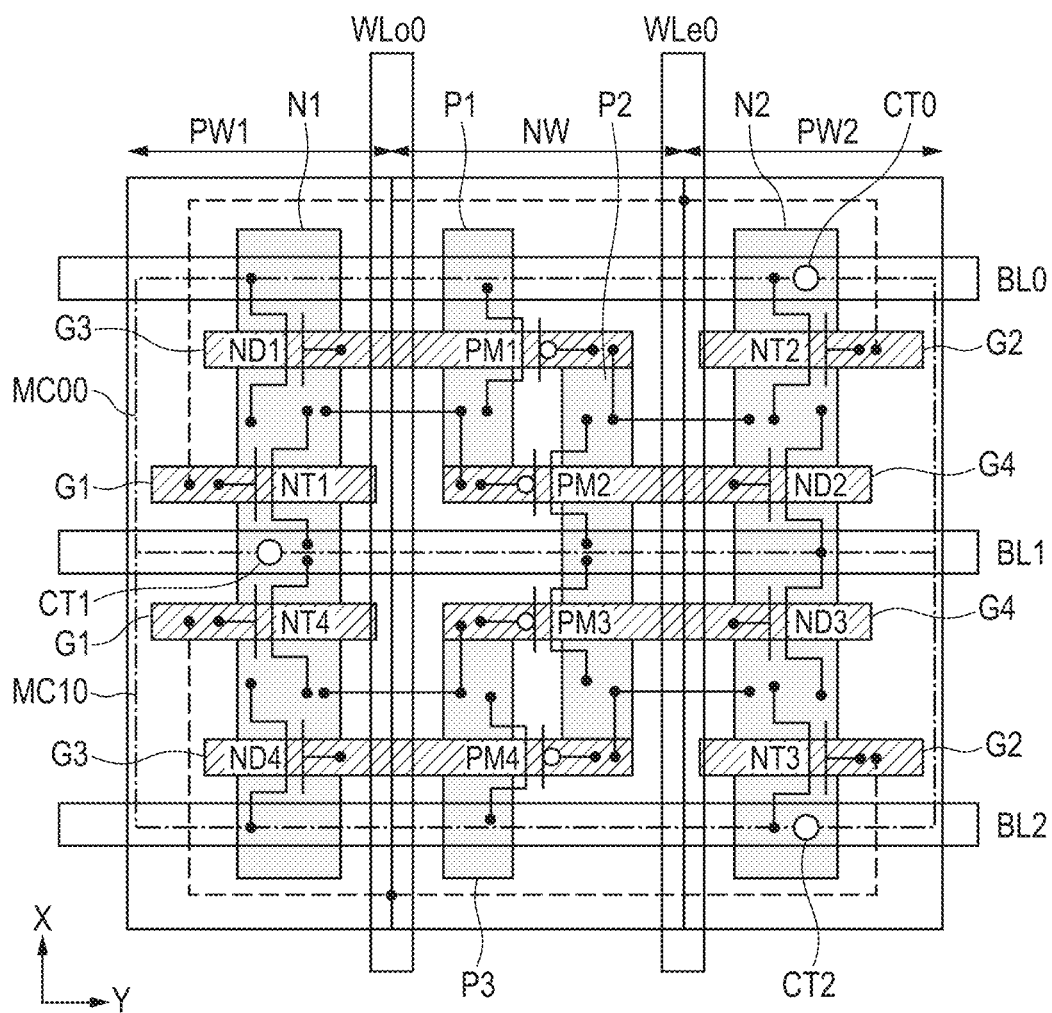 WLo0 WLe0
N1 P1 P2 N2 CT0
PW1 NW PW2
BL0
G3 ND1 PM1 NT2 G2
MC00
G1 NT1 PM2 ND2 G4
BL1
CT1
G1 NT4 PM3 ND3 G4
MC10
G3 ND4 PM4 NT3 G2
BL2
X
Y
P3 CT2